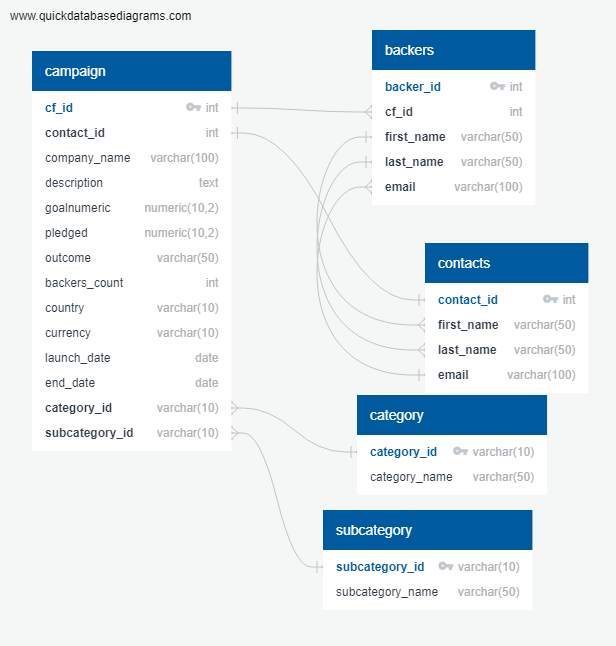 www.quickdatabasediagrams.com
campaign
cf_id int
contact_id int
company_name varchar(100)
description text
goalnumeric numeric(10,2)
pledged numeric(10,2)
outcome varchar(50)
backers_count int
country varchar(10)
currency varchar(10)
launch_date date
end_date date
category_id varchar(10)
subcategory_id varchar(10)
backers
backer_id int
cf_id int
first_name varchar(50)
last_name varchar(50)
email varchar(100)
contacts
contact_id int
first_name varchar(50)
last_name varchar(50)
email varchar(100)
category
category_id varchar(10)
category_name varchar(50)
subcategory
subcategory_id varchar(10)
subcategory_name varchar(50)